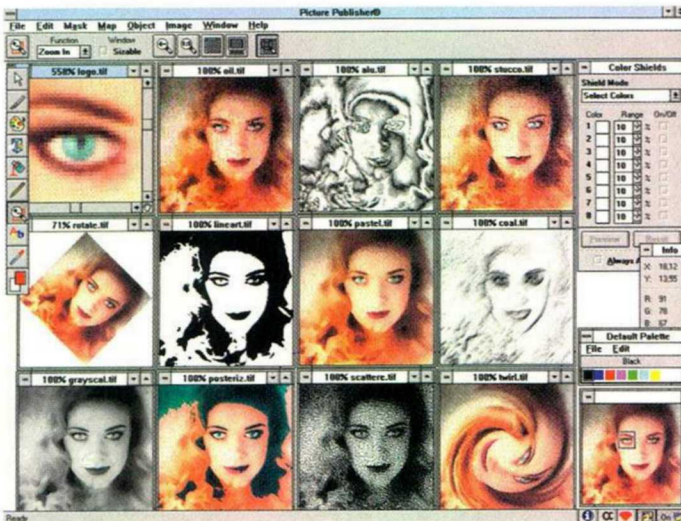 Picture Publisher®
File Edit Mask Map Object Image Window Help
Function
Zoom In
Window
Sizable
558% logo.tif
100% oil.tif
100% alu.tif
100% stucco.tif
Color Shields
Shield Mode
Select Colors
Color Range On/Off
1 10 %
2 10 %
3 10 %
4 10 %
5 10 %
6 10 %
7 10 %
8 10 %
Preview
Always
Info
X: 18,12
Y: 13,55
R: 91
G: 78
B: 67
71% rotate.tif
100% lineart.tif
100% pastel.tif
100% coal.tif
Default Palette
File Edit
Black
100% grayscal.tif
100% posteriz.tif
100% scattere.tif
100% twirl.tif
Ready
CC
On